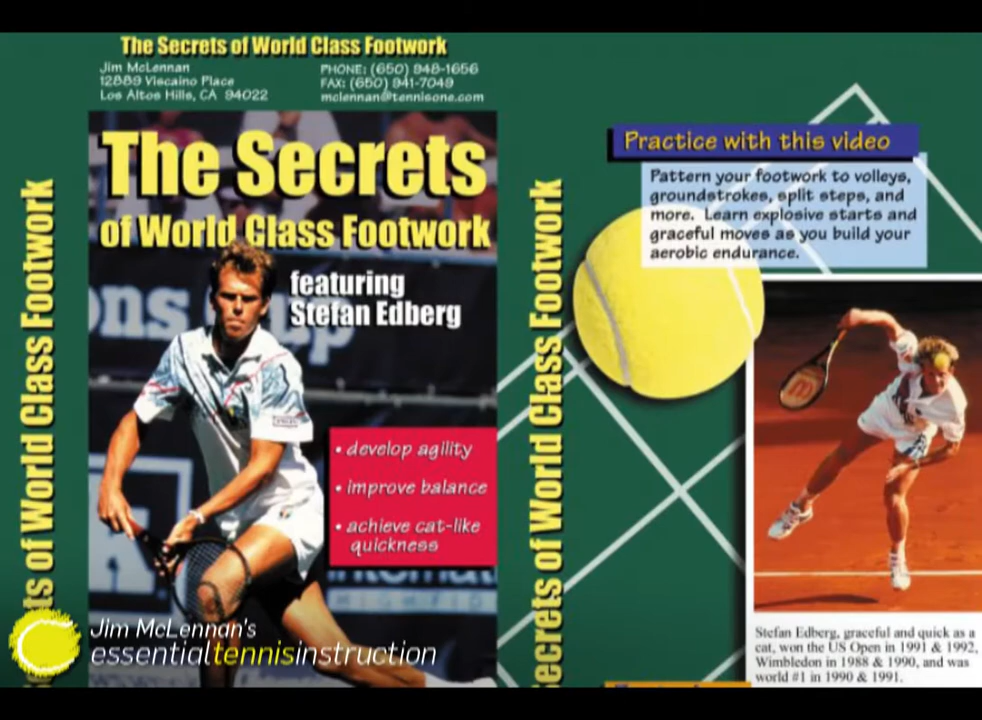 The Secrets of World Class Footwork
Jim McLennan
12889 Viscaino Place
Los Altos Hills, CA 94022
PHONE: (650) 948-1656
FAX: (650) 941-7049
mclennan@tennisone.com
The Secrets
of World Class Footwork
featuring
Stefan Edberg
• develop agility
• improve balance
• achieve cat-like
quickness
Jim McLennan's
essentialtennisinstruction
ts of World Class Footwork
Secrets of World Class Footwork
Practice with this video
Pattern your footwork to volleys,
groundstrokes, split steps, and
more. Learn explosive starts and
graceful moves as you build your
aerobic endurance.
Stefan Edberg, graceful and quick as a
cat, won the US Open in 1991 & 1992,
Wimbledon in 1988 & 1990, and was
world #1 in 1990 & 1991.